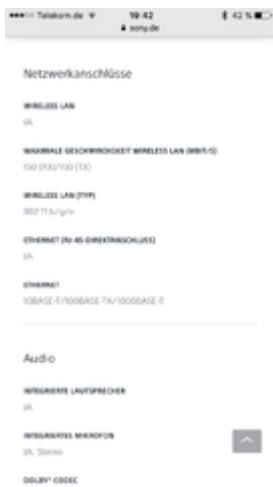 Telekom.de 19:42 42 %
sony.de
Netzwerkanschlüsse
WIRELESS LAN
JA
MAXIMALE GESCHWINDIGKEIT WIRELESS LAN (MBIT/S)
150 (RX)/150 (TX)
WIRELESS LAN (TYP)
802.11 b/g/n
ETHERNET (RJ-45-DIREKTANSCHLUSS)
JA
ETHERNET
10BASE-T/100BASE-TX/1000BASE-T
Audio
INTEGRIERTE LAUTSPRECHER
JA
INTEGRIERTES MIKROFON
JA: Stereo
DOLBY® CODEC